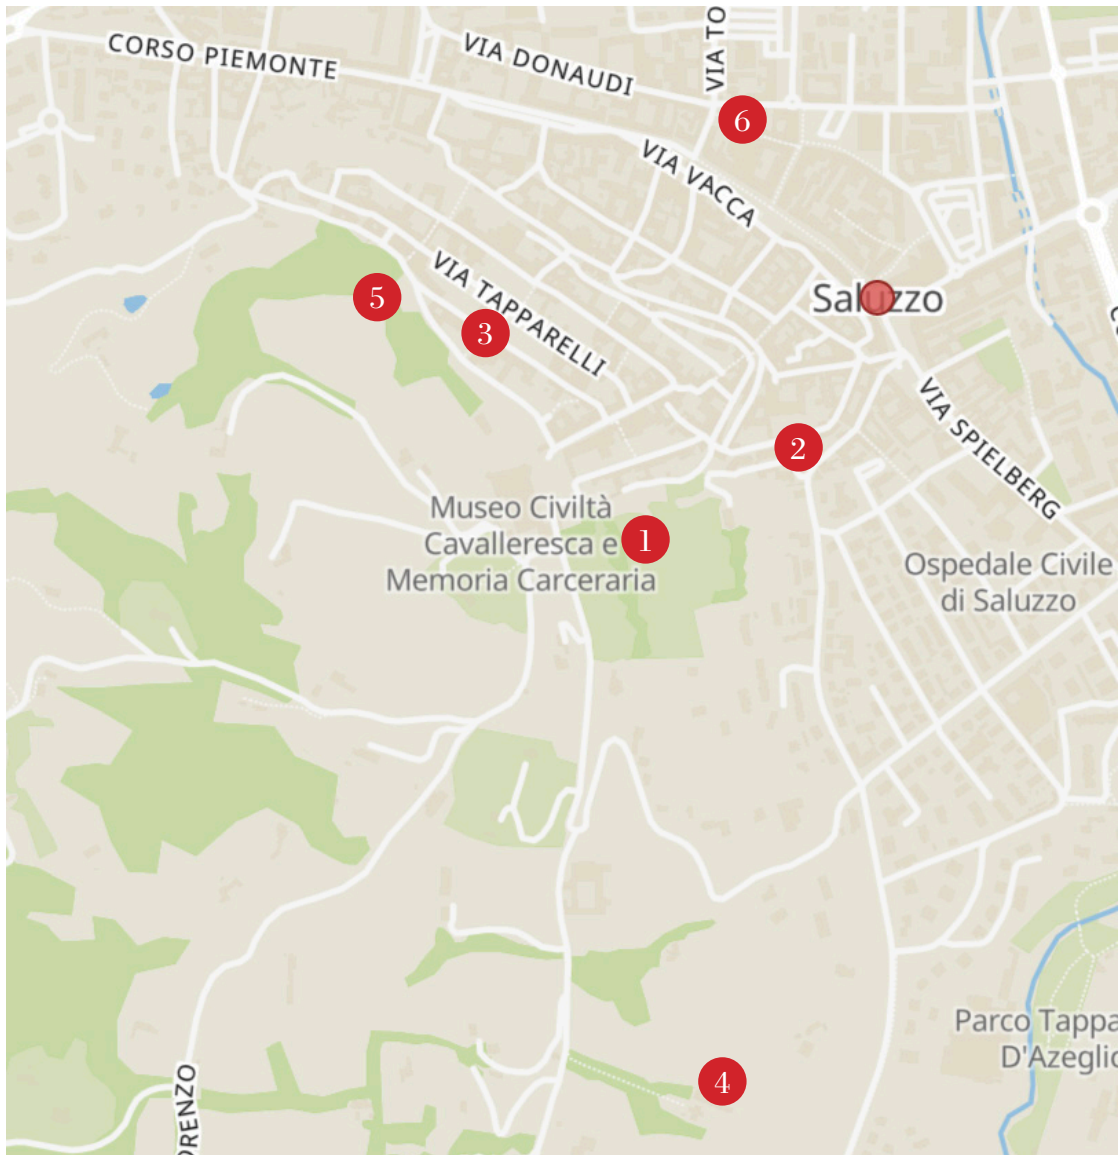 CORSO PIEMONTE
VIA DONAUDI
VIA TO
6
VIA VACCA
VIA TAPPARELLI
5
3
Saluzzo
VIA SPIELBERG
2
Museo Civiltà
Cavalleresca e
Memoria Carceraria
1
Ospedale Civile
di Saluzzo
Parco Tappa
D'Azeglio
4
ORENZO